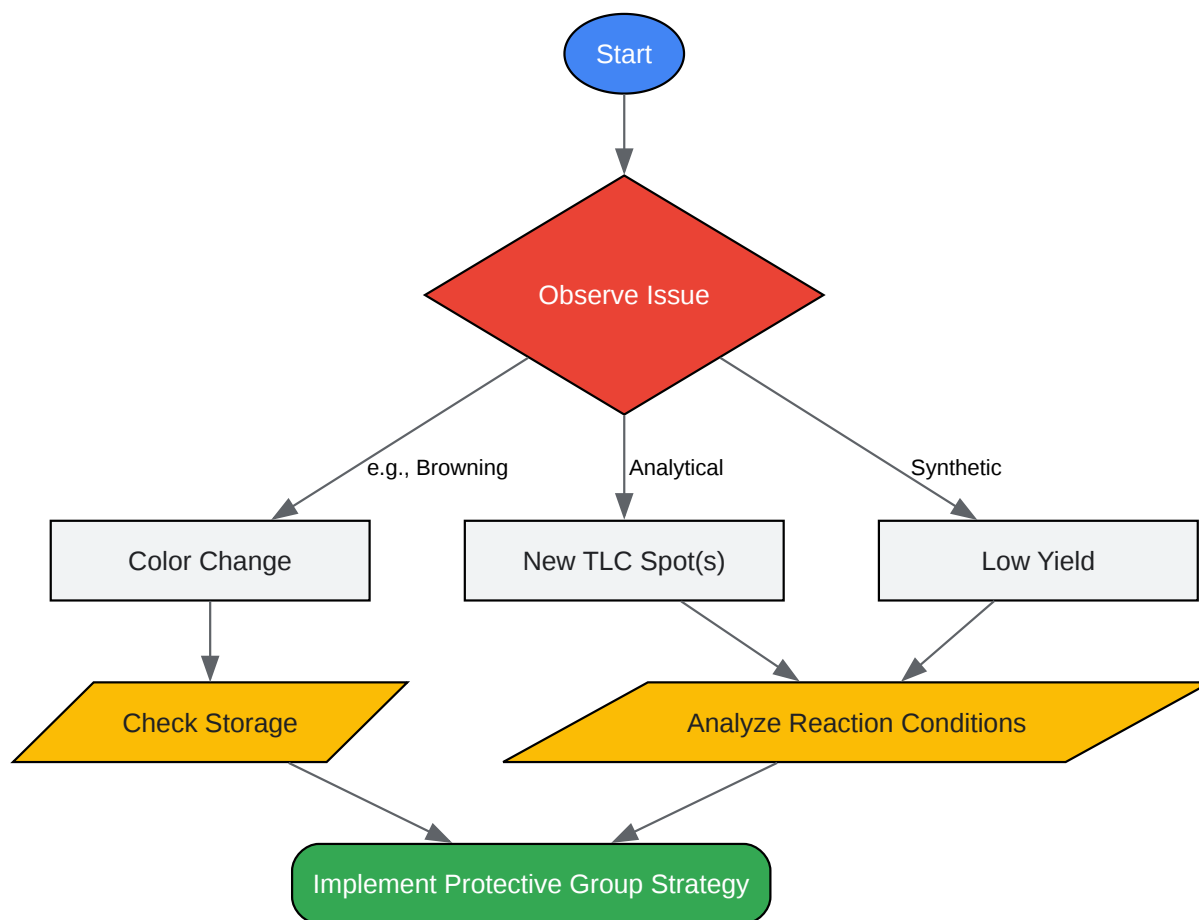 Start
Observe Issue
e.g., Browning
Analytical
Synthetic
Color Change
New TLC Spot(s)
Low Yield
Check Storage
Analyze Reaction Conditions
Implement Protective Group Strategy